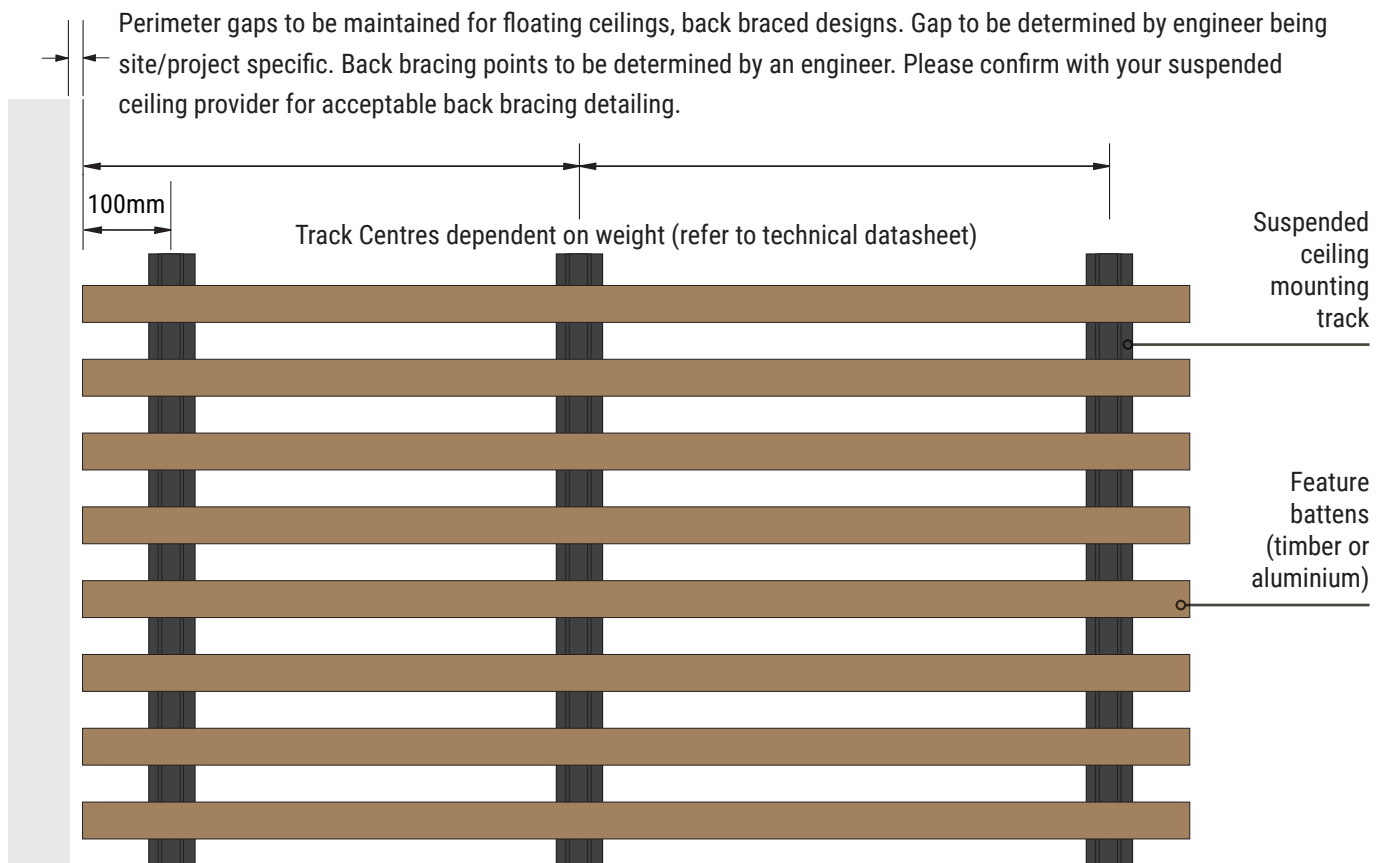 Perimeter gaps to be maintained for floating ceilings, back braced designs. Gap to be determined by engineer being
site/project specific. Back bracing points to be determined by an engineer. Please confirm with your suspended
ceiling provider for acceptable back bracing detailing.
100mm
Track Centres dependent on weight (refer to technical datasheet)
Suspended
ceiling
mounting
track
Feature
battens
(timber or
aluminium)